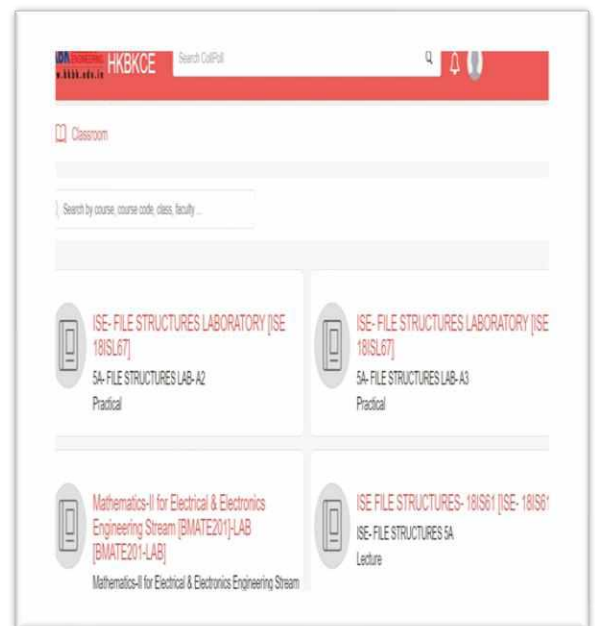 HKBKCE
Search CollPoll
Classroom
Search by course, course code, class, faculty ...
ISE- FILE STRUCTURES LABORATORY [ISE
18ISL67]
5A- FILE STRUCTURES LAB- A2
Practical
ISE- FILE STRUCTURES LABORATORY [ISE
18ISL67]
5A- FILE STRUCTURES LAB- A3
Practical
Mathematics-II for Electrical & Electronics
Engineering Stream [BMATE201]-LAB
[BMATE201-LAB]
Mathematics-II for Electrical & Electronics Engineering Stream
ISE FILE STRUCTURES- 18IS61 [ISE- 18IS61
ISE- FILE STRUCTURES 5A
Lecture